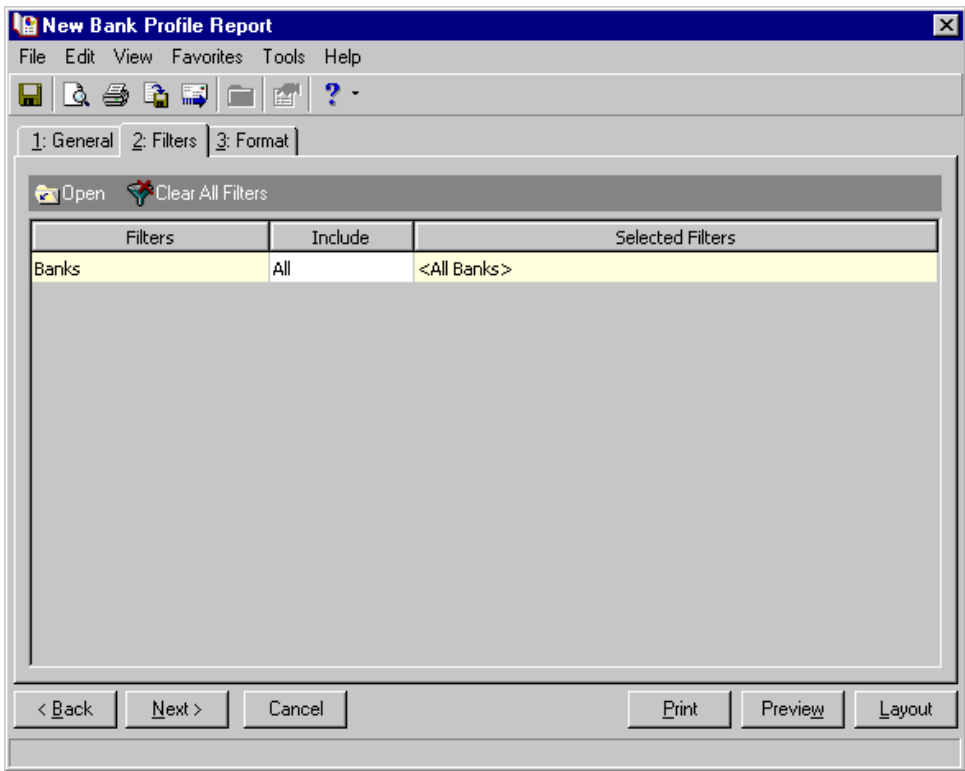 New Bank Profile Report
File Edit View Favorites Tools Help
?
1: General 2: Filters 3: Format
Open Clear All Filters
Filters Include Selected Filters
Banks All <All Banks>
< Back Next > Cancel Print Preview Layout